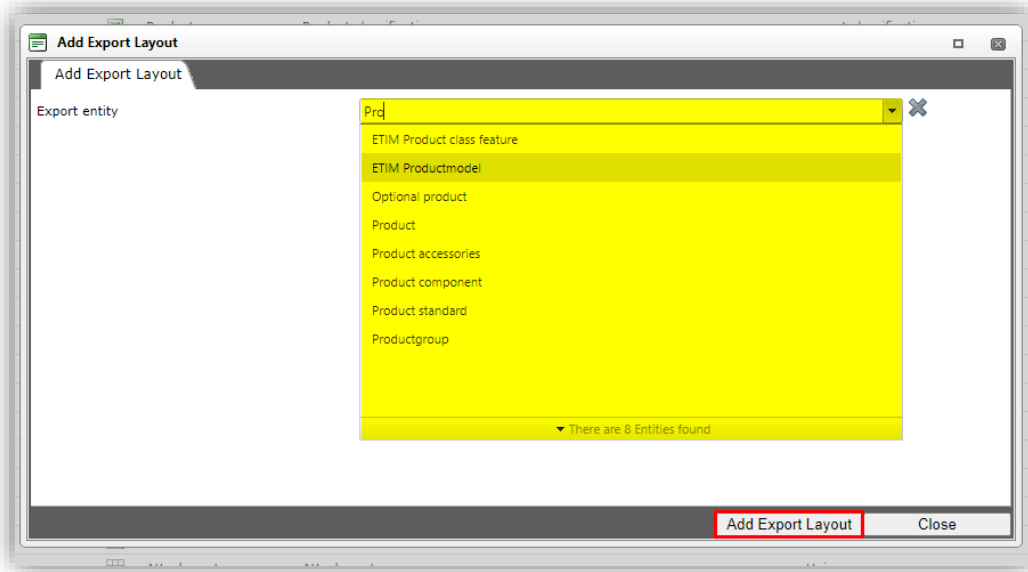 Add Export Layout
Add Export Layout
Export entity
Pro
ETIM Product class feature
ETIM Productmodel
Optional product
Product
Product accessories
Product component
Product standard
Productgroup
There are 8 Entities found
Add Export Layout Close